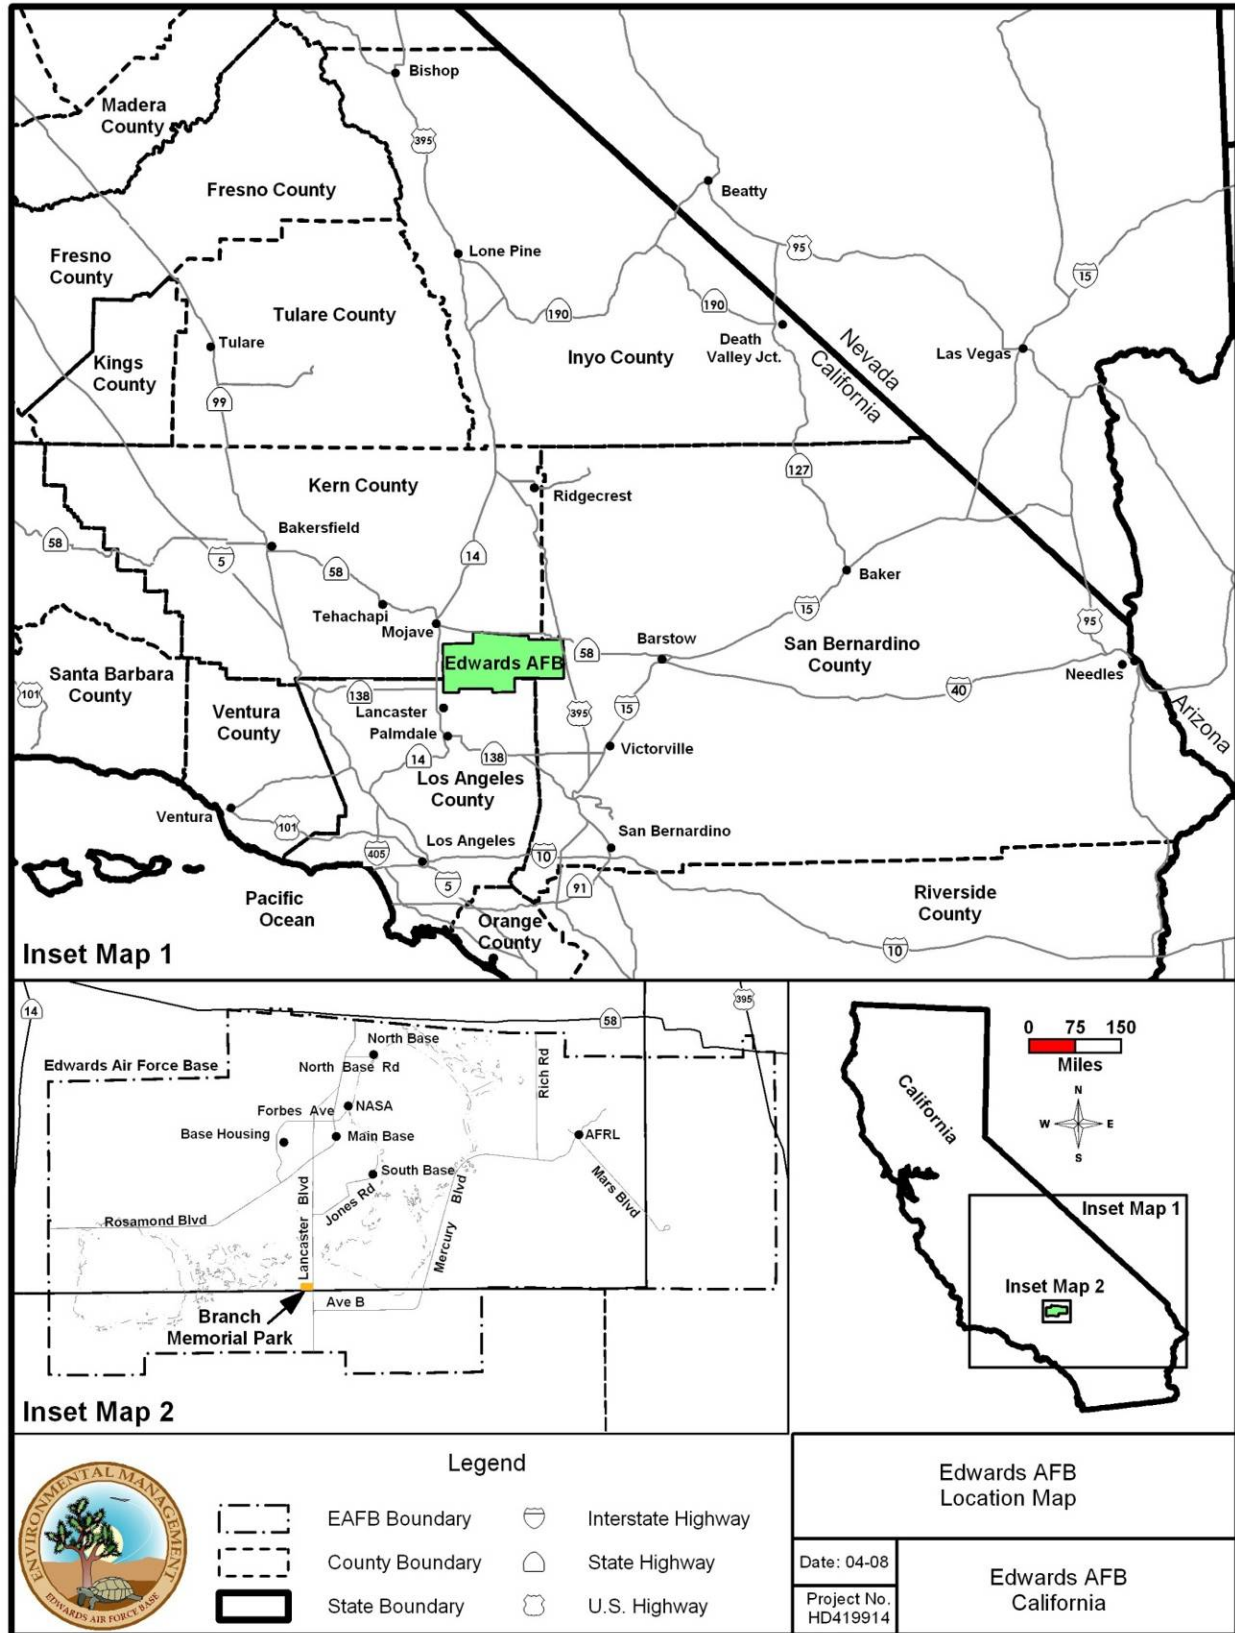 Bishop
Madera
County
395
Fresno County
Beatty
Fresno
County
Lone Pine
95
15
190
190
Tulare County
Tulare
Kings
County
Inyo County
Death
Valley Jct.
Nevada
California
Las Vegas
99
127
Kern County
Ridgecrest
Bakersfield
58
5
58
14
Baker
Tehachapi
Mojave
15
95
Barstow
San Bernardino
County
Edwards AFB
58
Santa Barbara
County
101
Needles
138
40
Ventura
County
Lancaster
395
15
Arizona
Palmdale
14
138
Victorville
Los Angeles
County
Ventura
101
Los Angeles
San Bernardino
405
10
5
91
Pacific
Ocean
Riverside
County
Orange
County
10
Inset Map 1
14
395
58
North Base
Edwards Air Force Base
North Base Rd
Rich Rd
Forbes Ave
NASA
Base Housing
Main Base
AFRL
South Base
Lancaster Blvd
Jones Rd
Mercury Blvd
Mars Blvd
Rosamond Blvd
Ave B
Branch
Memorial Park
Inset Map 2
0 75 150
Miles
California
N
W E
S
Inset Map 1
Inset Map 2
Legend
EAFB Boundary
Interstate Highway
County Boundary
State Highway
State Boundary
U.S. Highway
ENVIRONMENTAL MANAGEMENT
EDWARDS AIR FORCE BASE
Edwards AFB
Location Map
Date: 04-08
Project No.
HD419914
Edwards AFB
California